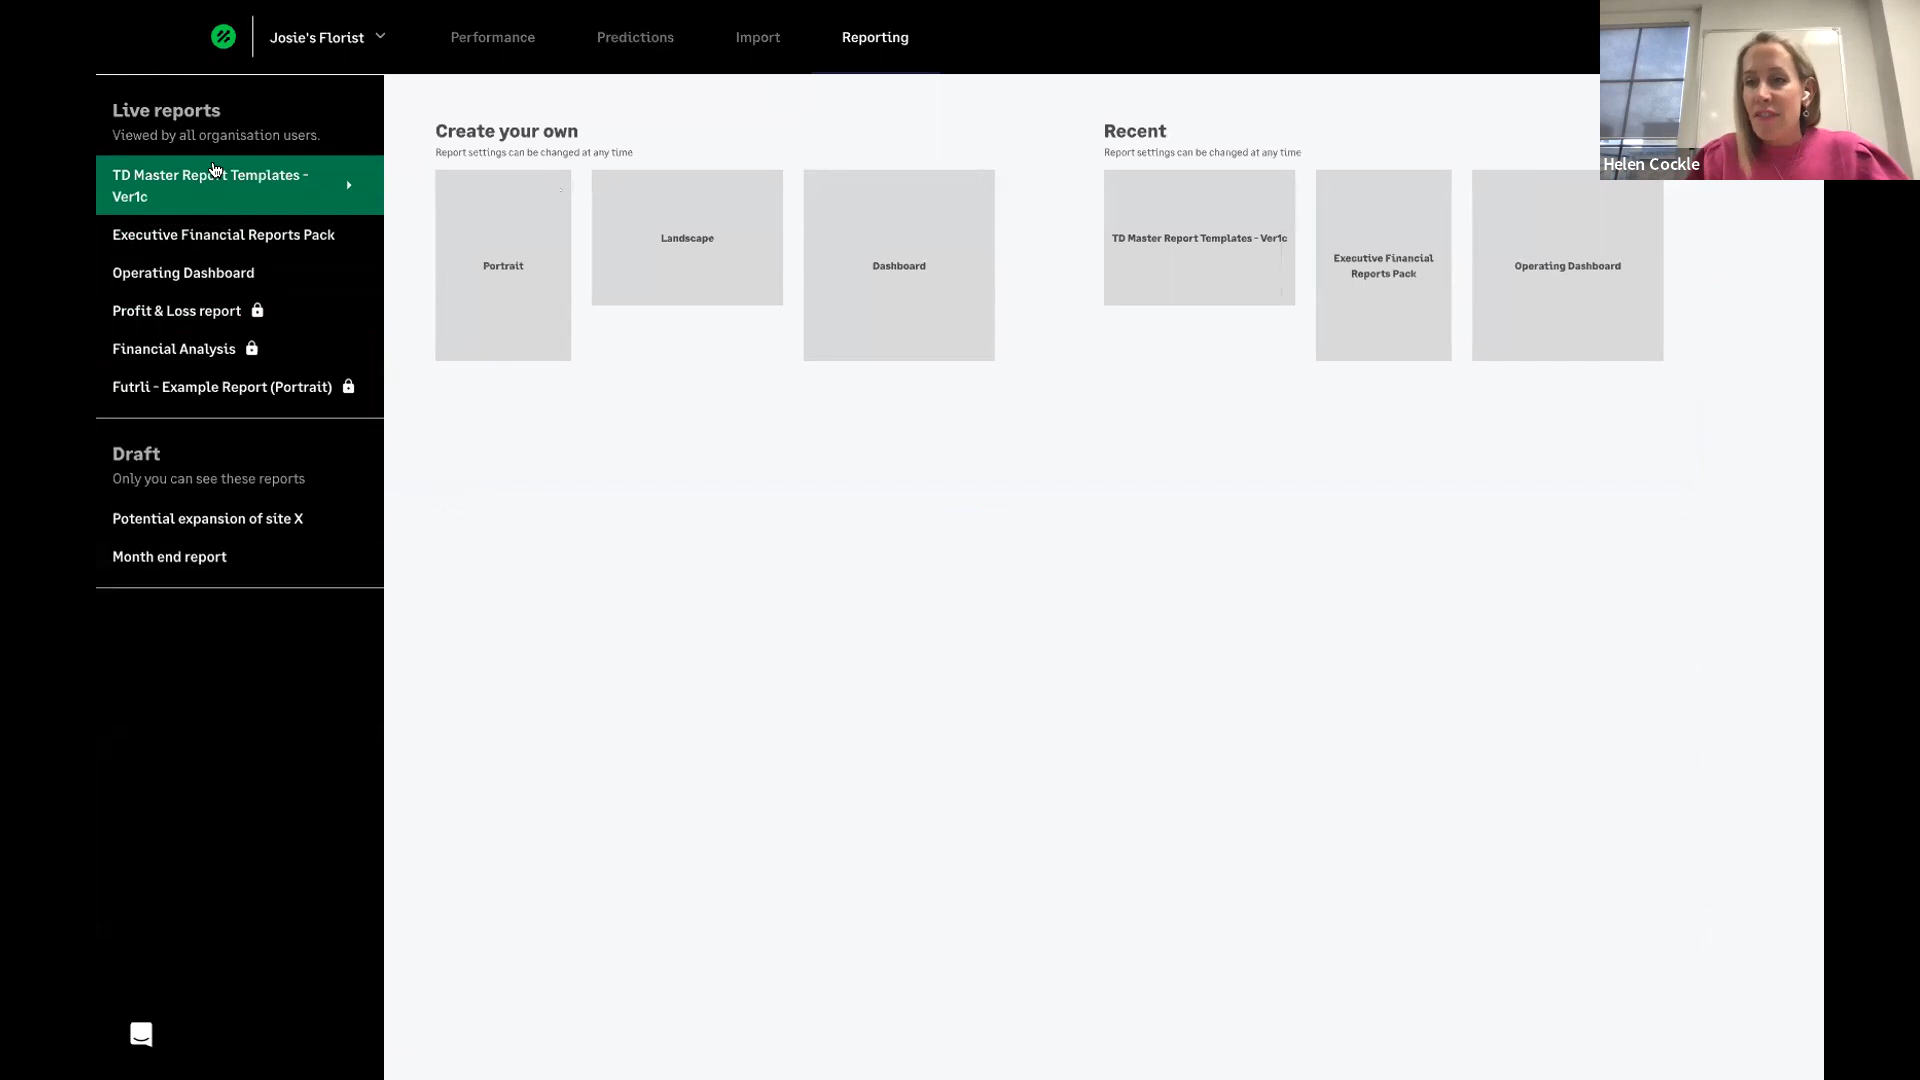 Josie's Florist
Performance
Predictions
Import
Reporting
Helen Cockle
Live reports
Viewed by all organisation users.
TD Master Report Templates -
Ver1c
Executive Financial Reports Pack
Operating Dashboard
Profit & Loss report
Financial Analysis
Futrli - Example Report (Portrait)
Draft
Only you can see these reports
Potential expansion of site X
Month end report
Create your own
Report settings can be changed at any time
Portrait
Landscape
Dashboard
Recent
Report settings can be changed at any time
TD Master Report Templates - Ver1c
Executive Financial
Reports Pack
Operating Dashboard